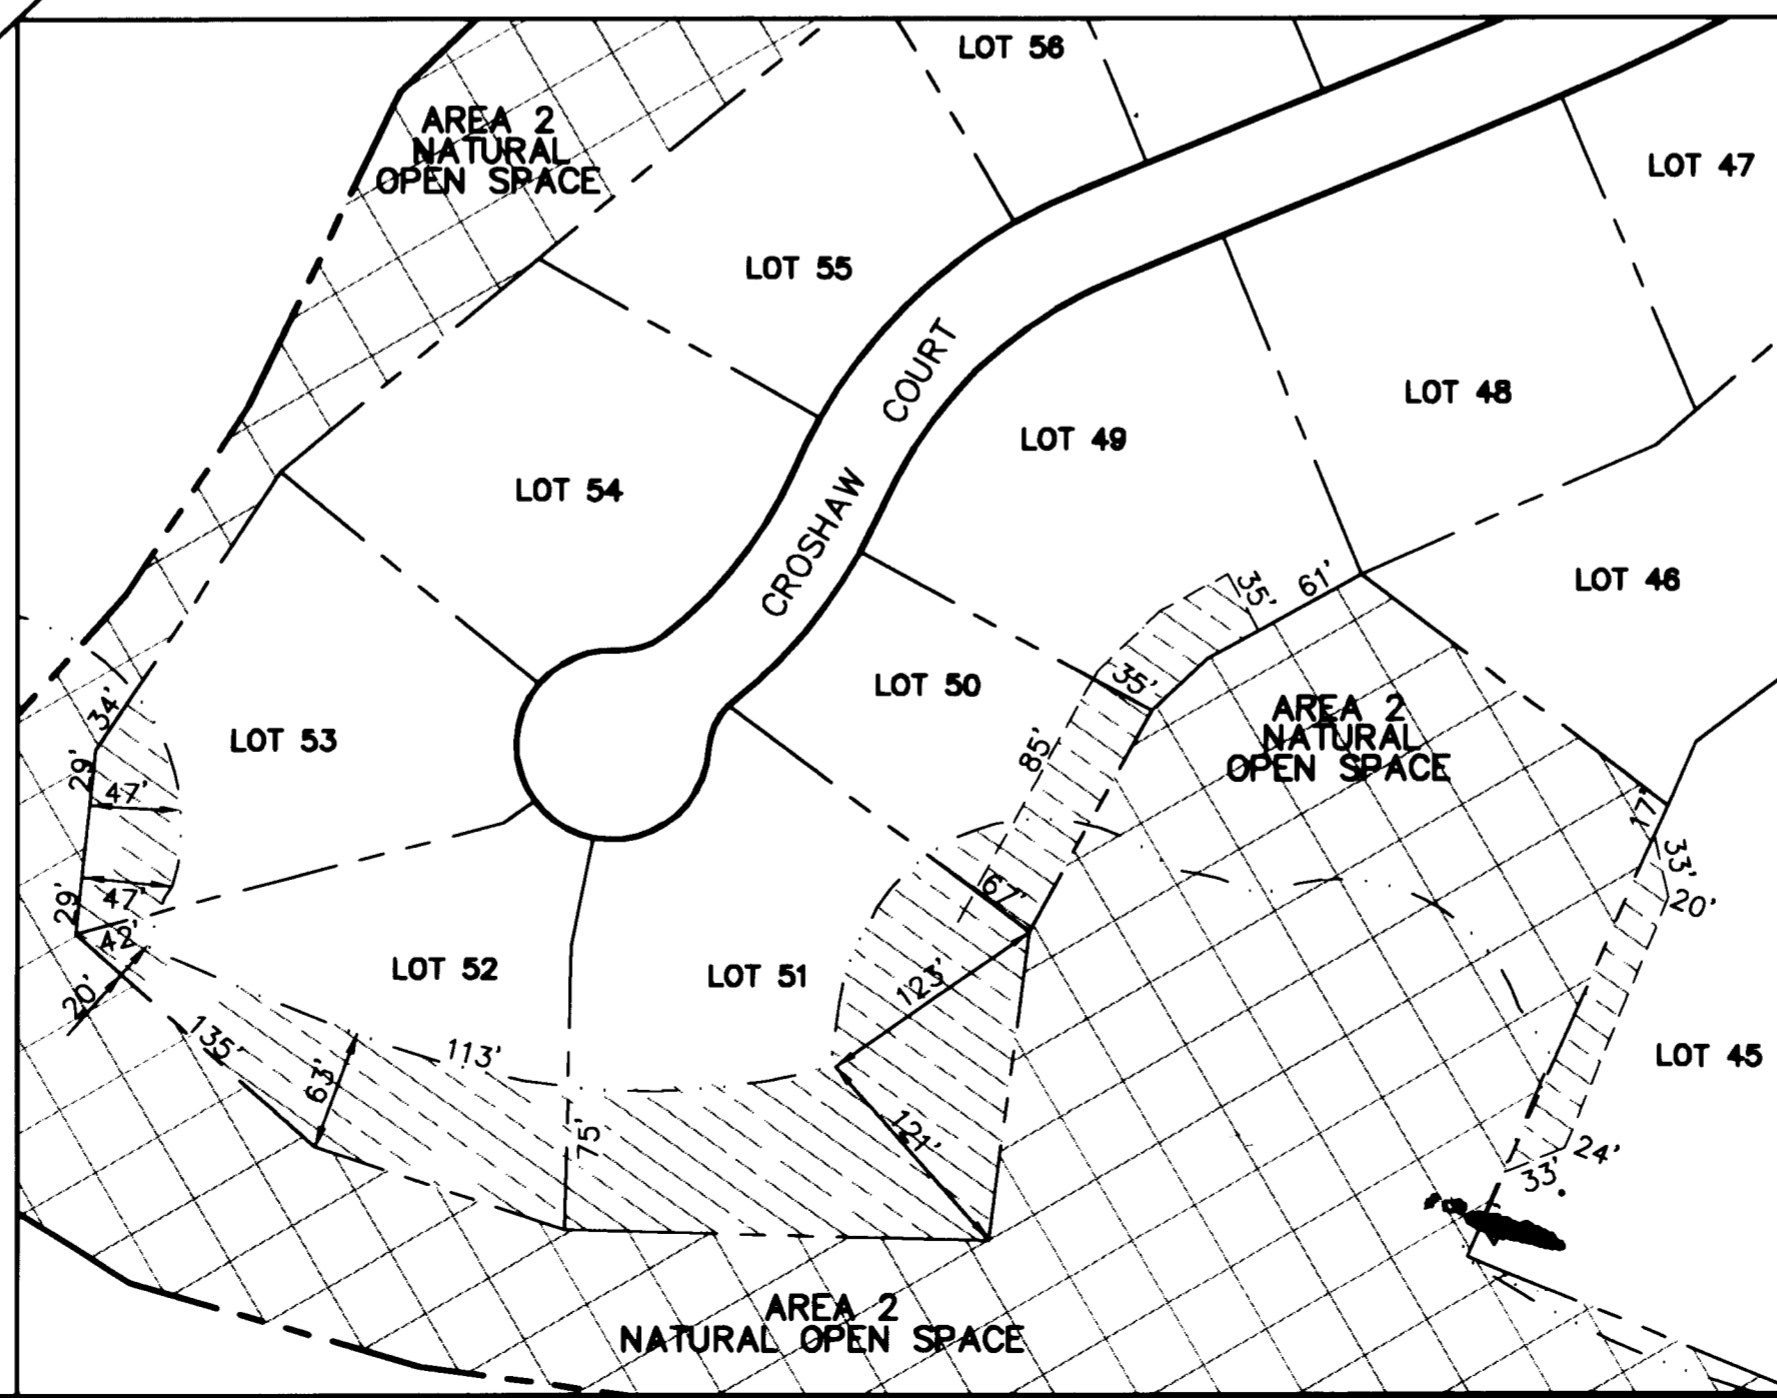 LOT 56
AREA 2
NATURAL
OPEN SPACE
LOT 47
LOT 55
COURT
LOT 48
LOT 49
LOT 54
CROSHAW
35'
61'
LOT 46
35'
LOT 50
34'
AREA 2
NATURAL
OPEN SPACE
LOT 53
85'
29'
47'
17'
33'
67'
20'
29'
47'
42'
LOT 52
LOT 51
123'
20'
135'
113'
63'
LOT 45
75'
121'
24'
33'
AREA 2
NATURAL OPEN SPACE